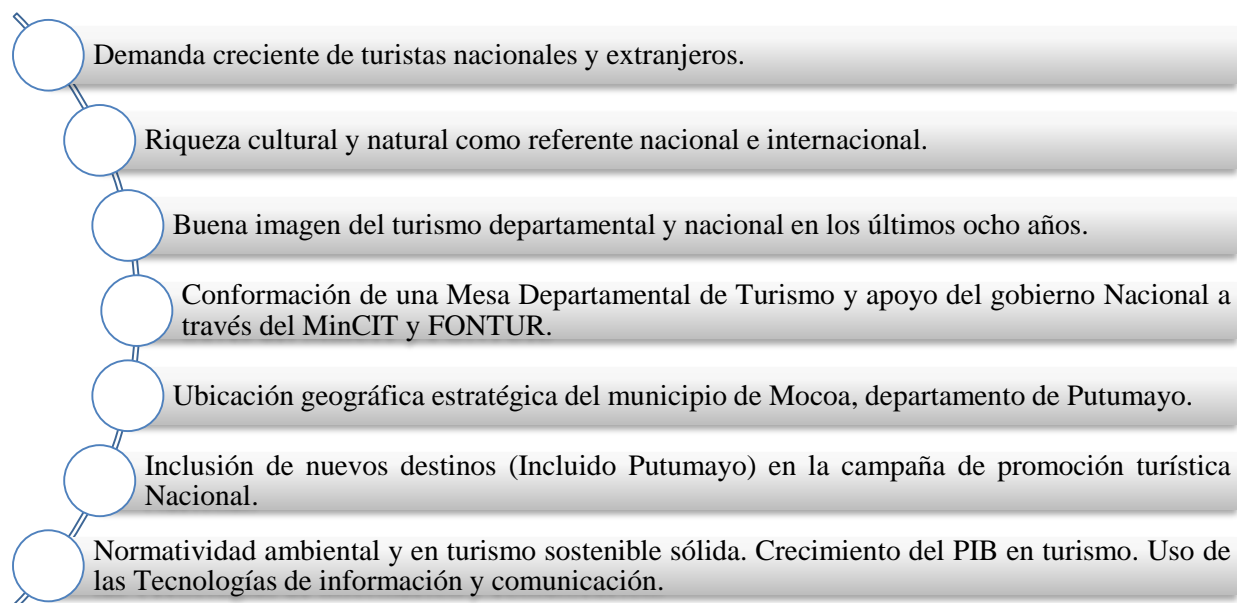 Demanda creciente de turistas nacionales y extranjeros.
Riqueza cultural y natural como referente nacional e internacional.
Buena imagen del turismo departamental y nacional en los últimos ocho años.
Conformación de una Mesa Departamental de Turismo y apoyo del gobierno Nacional a
través del MinCIT y FONTUR.
Ubicación geográfica estratégica del municipio de Mocoa, departamento de Putumayo.
Inclusión de nuevos destinos (Incluido Putumayo) en la campaña de promoción turística
Nacional.
Normatividad ambiental y en turismo sostenible sólida. Crecimiento del PIB en turismo. Uso de
las Tecnologías de información y comunicación.